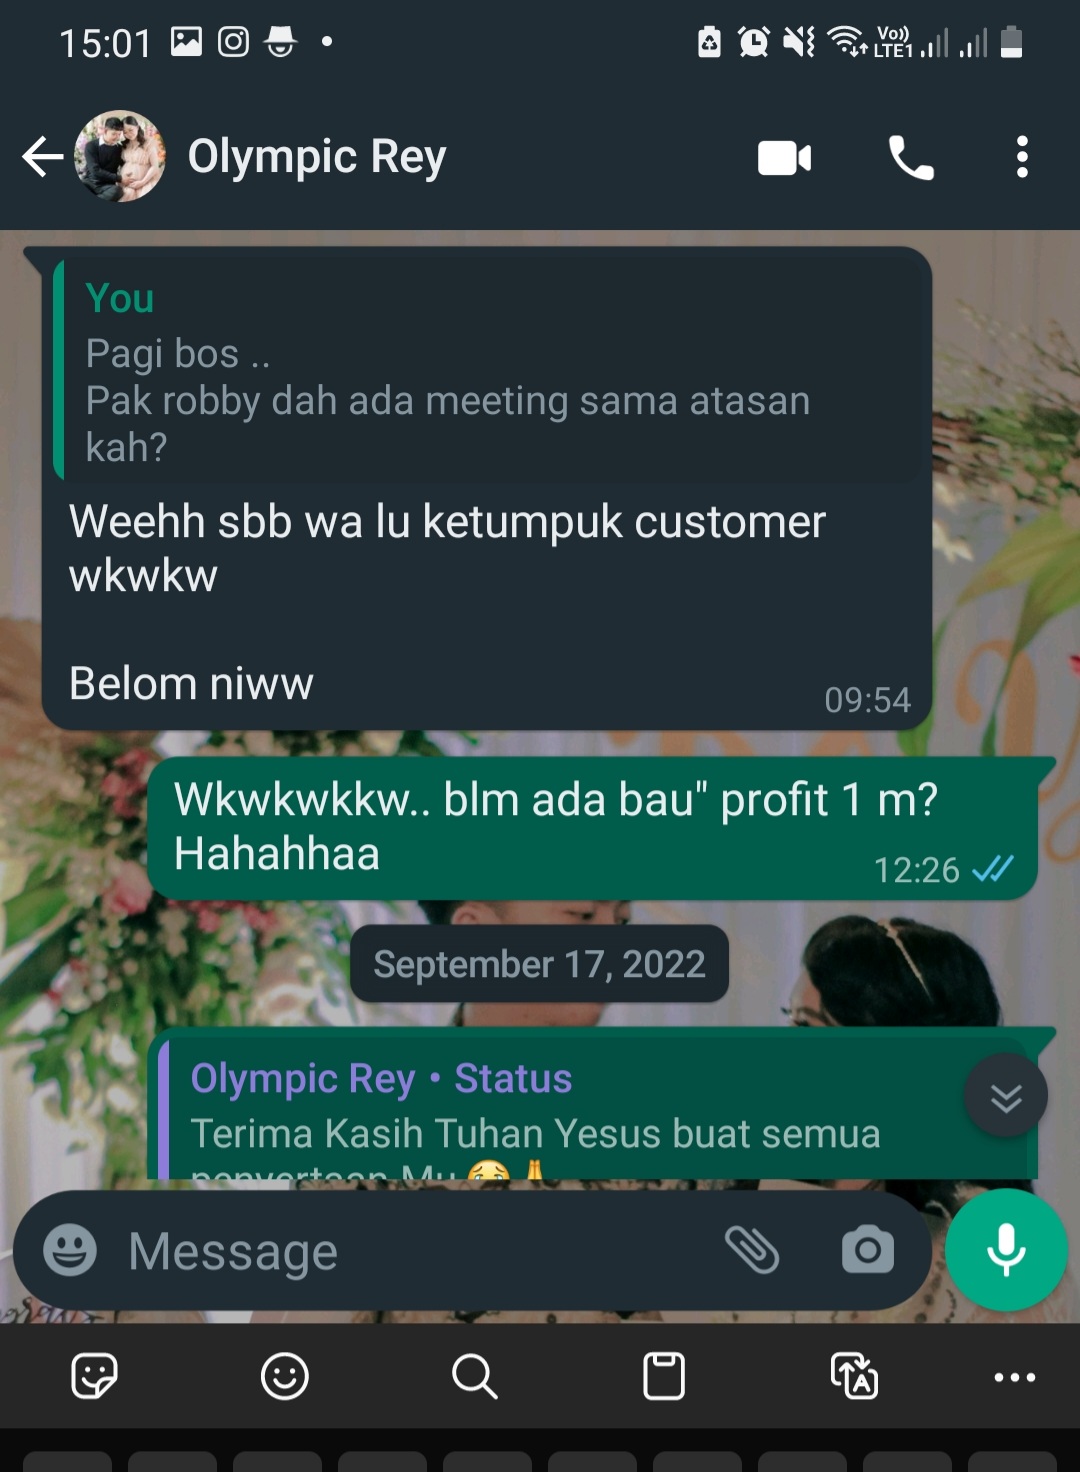 15:01
Vo))
LTE1
Olympic Rey
You
Pagi bos ..
Pak robby dah ada meeting sama atasan
kah?
Weehh sbb wa lu ketumpuk customer
wkwkw
Belom niww
09:54
Wkwkwkkw.. blm ada bau" profit 1 m?
Hahahhaa
12:26
September 17, 2022
Olympic Rey • Status
Terima Kasih Tuhan Yesus buat semua
penyertaan Mu 😭🙏
Message